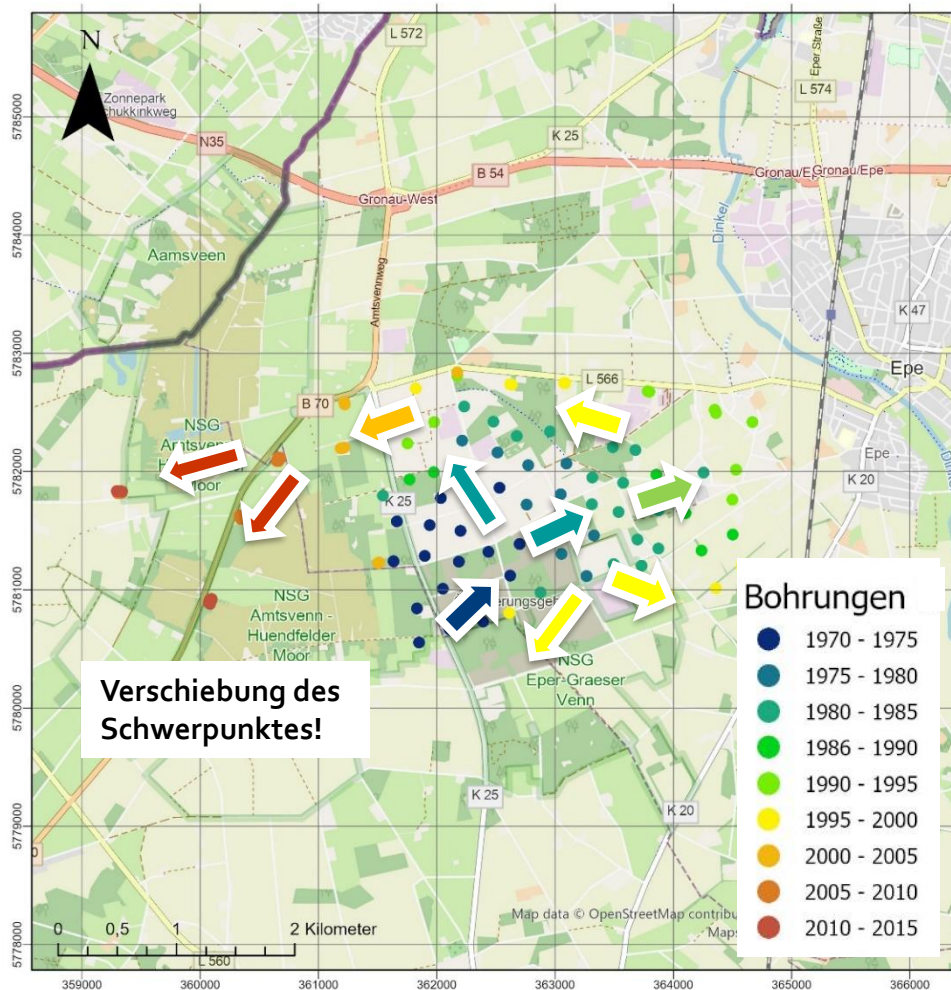 N
L 572
Eper Straße
L 574
Zonnepark
chukkinkweg
N35
K 25
B 54
Gronau/Ep
Gronau/Epe
Gronau-West
Dinkel
Aamsveen
Amtsvennweg
K 47
Epe
L 566
B 70
NSG
Amtsvenn-
Moor
Epe
K 20
K 25
NSG
Amtsvenn -
Huendfelder
Moor
NSG
Eper-Graeser
Venn
Verschiebung des
Schwerpunktes!
K 25
K 20
Bohrungen
1970 - 1975
1975 - 1980
1980 - 1985
1986 - 1990
1990 - 1995
1995 - 2000
2000 - 2005
2005 - 2010
2010 - 2015
Map data © OpenStreetMap contribu
Maps
0 0,5 1 2 Kilometer
L 560
5785000
5784000
5783000
5782000
5781000
5780000
5779000
5778000
359000 360000 361000 362000 363000 364000 365000 366000